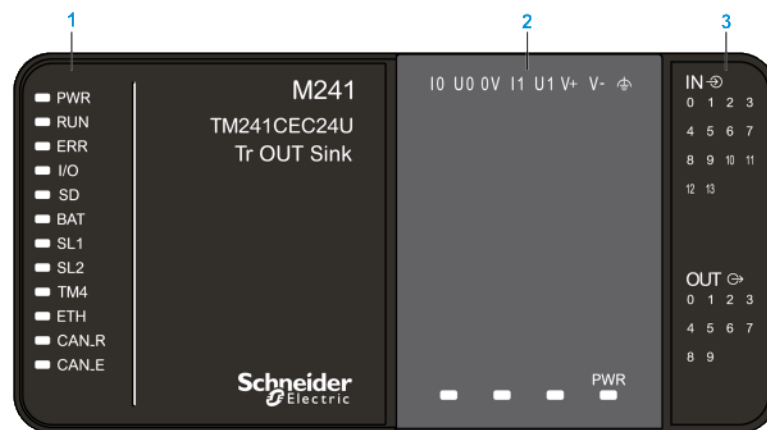 1
2
3
PWR
RUN
ERR
I/O
SD
BAT
SL1
SL2
TM4
ETH
CAN_R
CAN_E
M241
TM241CEC24U
Tr OUT Sink
Schneider
Electric
I0 U0 0V I1 U1 V+ V-
PWR
IN
0 1 2 3
4 5 6 7
8 9 10 11
12 13
OUT
0 1 2 3
4 5 6 7
8 9